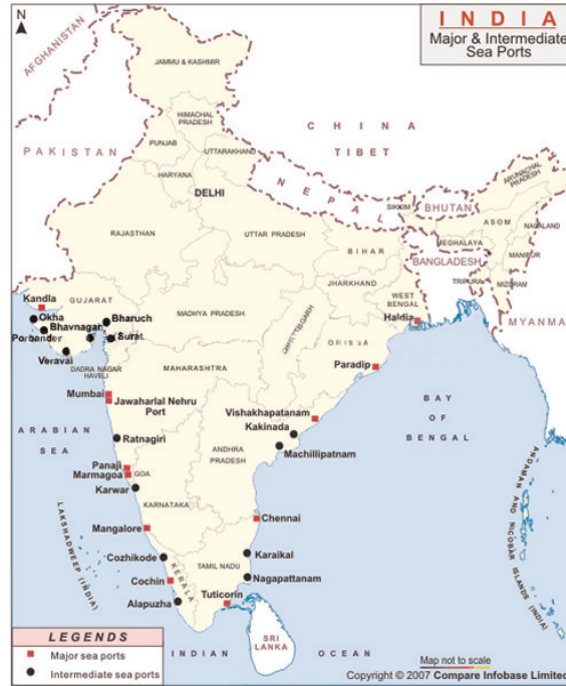 N
INDIA
Major & Intermediate
Sea Ports
AFGHANISTAN
JAMMU & KASHMIR
HIMACHAL
PRADESH
CHINA
TIBET
PAKISTAN
PUNJAB
UTTARAKHAND
HARYANA
DELHI
NEPAL
ARUNACHAL
PRADESH
SIKKIM
BHUTAN
ASOM
NAGALAND
RAJASTHAN
UTTAR PRADESH
BIHAR
MEGHALAYA
MANIPUR
BANGLADESH
JHARKHAND
TRIPURA
MIZORAM
WEST
BENGAL
MYANMA
Kandla
GUJARAT
Okha
Bharuch
MADHYA PRADESH
CHHATTISGARH
Haldia
Bhavnagar
Surat
Porbander
ORISSA
Veravai
DADRA NAGAR
HAVELI
MAHARASHTRA
Paradip
Mumbai
Jawaharlal Nehru
Port
Vishakhapatanam
BAY
OF
BENGAL
Kakinada
ARABIAN
SEA
Ratnagiri
ANDHRA
PRADESH
Machillipatnam
Panaji
Marmagoa
GOA
Karwar
KARNATAKA
Chennai
LAKSHADWEEP (INDIA)
ANDAMAN AND NICOBAR ISLANDS (INDIA)
Mangalore
Cozhikode
Karaikal
KERALA
TAMIL NADU
Cochin
Nagapattanam
Alapuzha
Tuticorin
LEGENDS
Major sea ports
Intermediate sea ports
SRI
LANKA
INDIAN OCEAN
Map not to scale
Copyright © 2007 Compare Infobase Limited